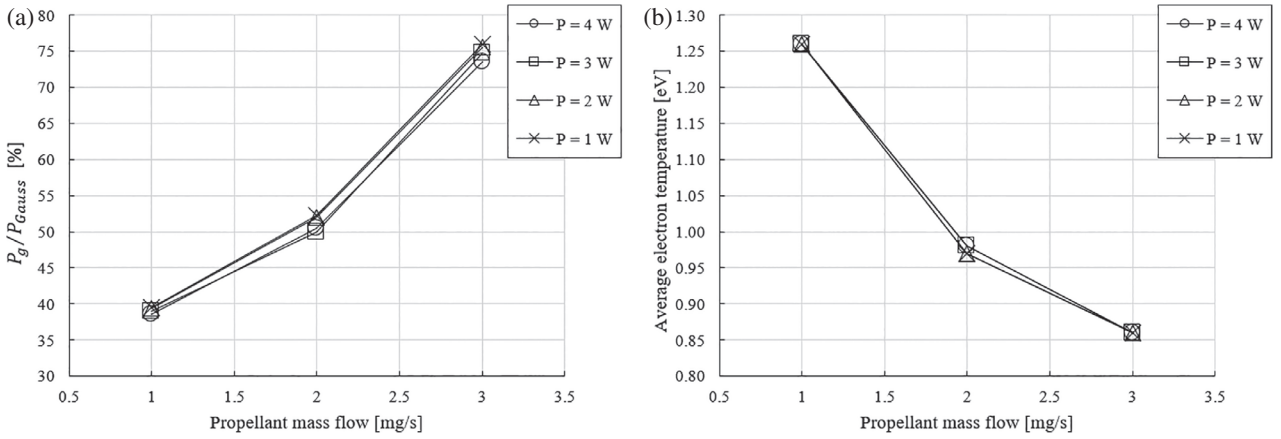 (a)
80
75
70
65
60
55
50
45
40
35
30
P_g/P_Gauss [%]
0.5 1 1.5 2 2.5 3 3.5
Propellant mass flow [mg/s]
P = 4 W
P = 3 W
P = 2 W
P = 1 W
(b)
1.30
1.25
1.20
1.15
1.10
1.05
1.00
0.95
0.90
0.85
0.80
Average electron temperature [eV]
0.5 1 1.5 2 2.5 3 3.5
Propellant mass flow [mg/s]
P = 4 W
P = 3 W
P = 2 W
P = 1 W